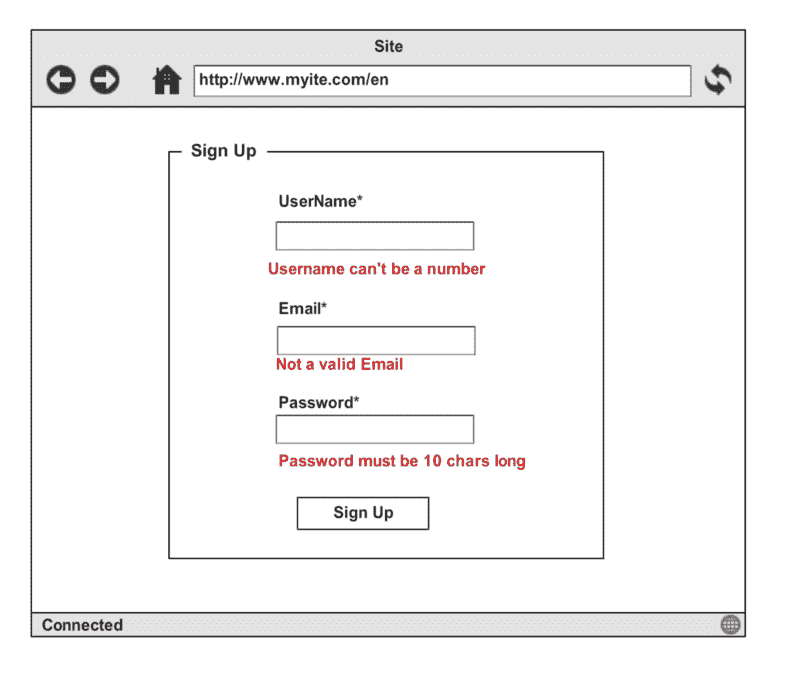 Site
http://www.myite.com/en
Sign Up
UserName*
Username can't be a number
Email*
Not a valid Email
Password*
Password must be 10 chars long
Sign Up
Connected